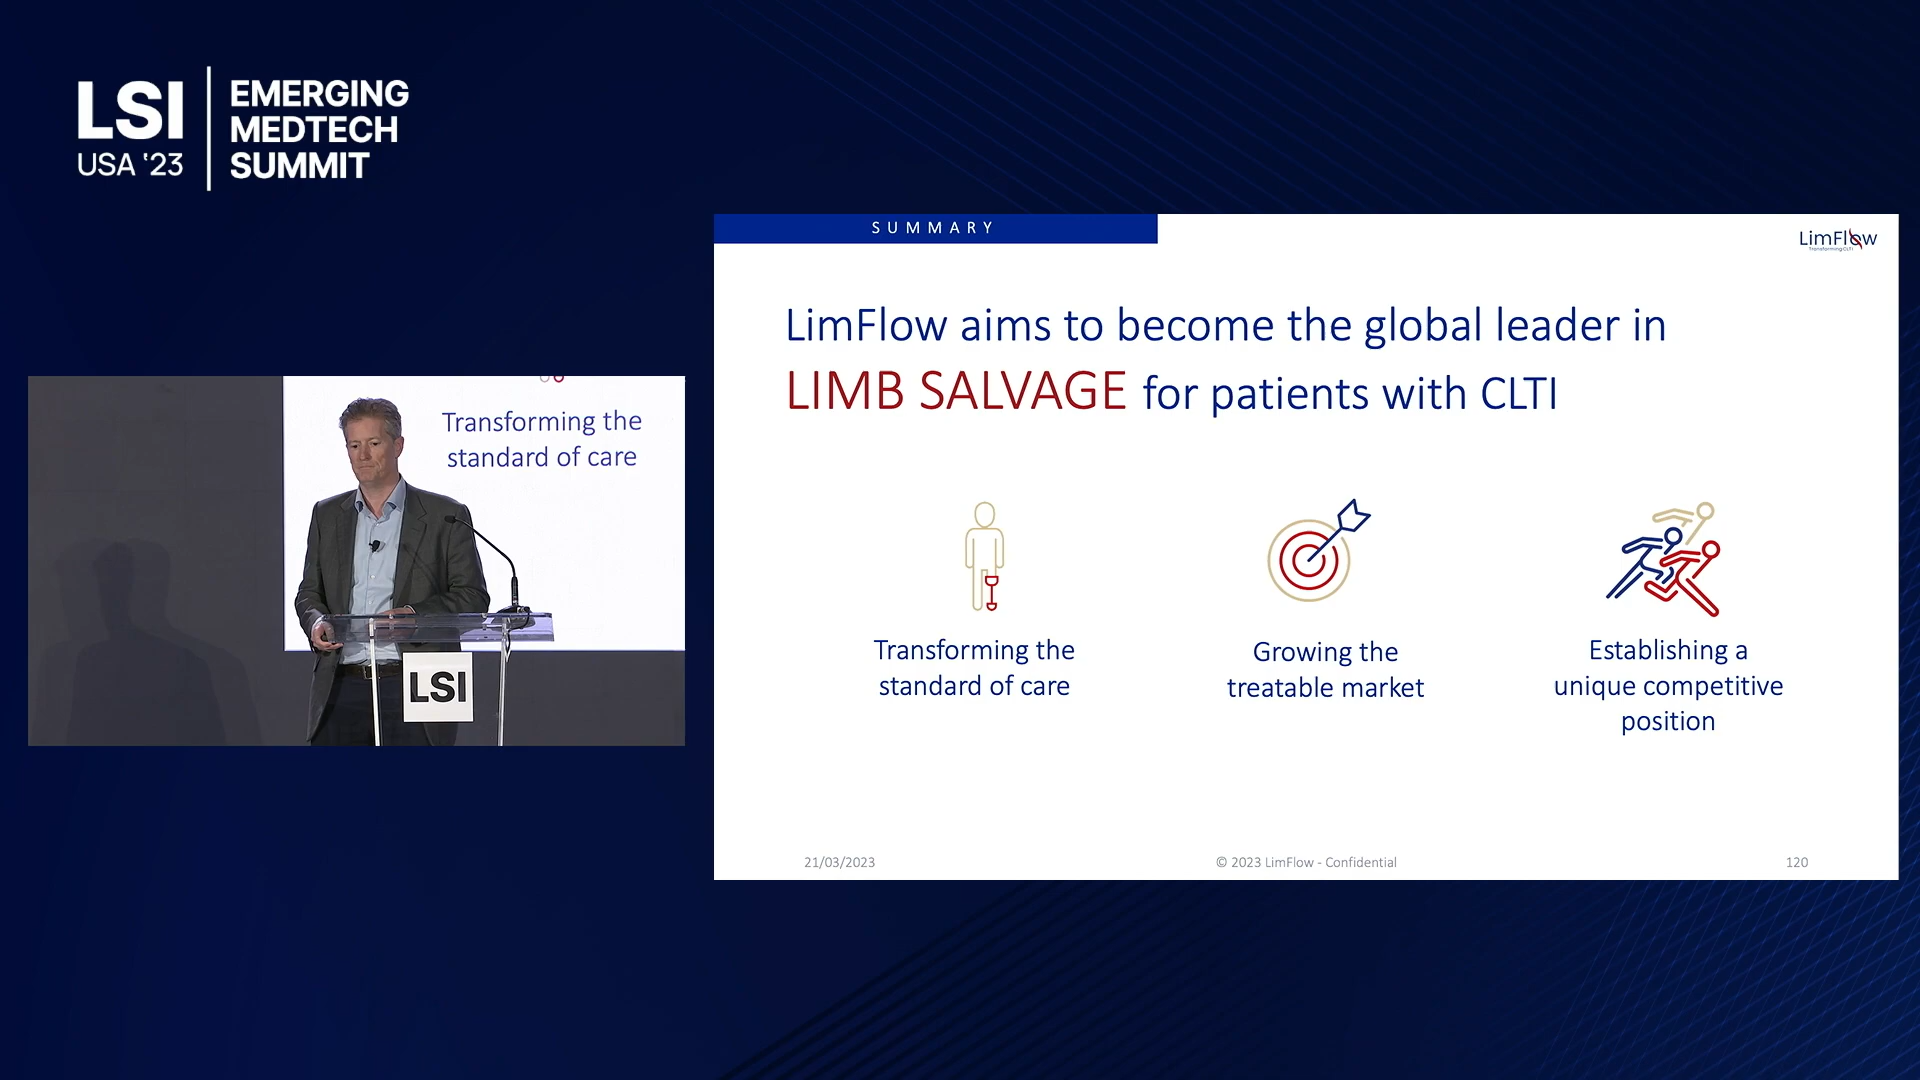 LSI
USA '23
EMERGING
MEDTECH
SUMMIT
Transforming the
standard of care
LSI
SUMMARY
LimFlow
Transforming CLTI
LimFlow aims to become the global leader in
LIMB SALVAGE for patients with CLTI
Transforming the
standard of care
Growing the
treatable market
Establishing a
unique competitive
position
21/03/2023
© 2023 LimFlow - Confidential
120